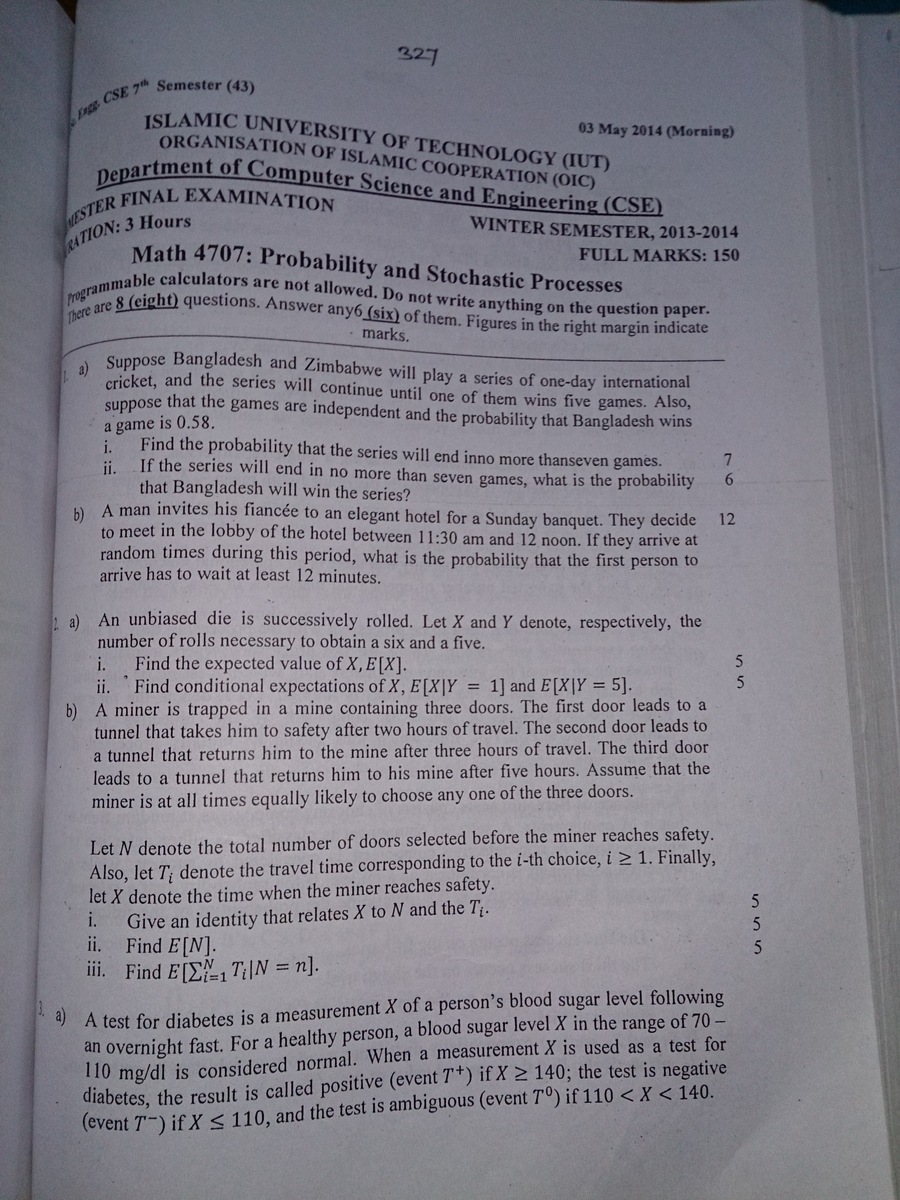 327
Engg. CSE 7th Semester (43)
03 May 2014 (Morning)
ISLAMIC UNIVERSITY OF TECHNOLOGY (IUT)
ORGANISATION OF ISLAMIC COOPERATION (OIC)
Department of Computer Science and Engineering (CSE)
MESTER FINAL EXAMINATION WINTER SEMESTER, 2013-2014
RATION: 3 Hours FULL MARKS: 150
Math 4707: Probability and Stochastic Processes
Programmable calculators are not allowed. Do not write anything on the question paper.
There are 8 (eight) questions. Answer any6 (six) of them. Figures in the right margin indicate
marks.
1. a) Suppose Bangladesh and Zimbabwe will play a series of one-day international
cricket, and the series will continue until one of them wins five games. Also,
suppose that the games are independent and the probability that Bangladesh wins
a game is 0.58.
i. Find the probability that the series will end inno more thanseven games. 7
ii. If the series will end in no more than seven games, what is the probability 6
that Bangladesh will win the series?
b) A man invites his fiancée to an elegant hotel for a Sunday banquet. They decide 12
to meet in the lobby of the hotel between 11:30 am and 12 noon. If they arrive at
random times during this period, what is the probability that the first person to
arrive has to wait at least 12 minutes.
2. a) An unbiased die is successively rolled. Let X and Y denote, respectively, the
number of rolls necessary to obtain a six and a five.
i. Find the expected value of X, E[X]. 5
ii. Find conditional expectations of X, E[X|Y = 1] and E[X|Y = 5]. 5
b) A miner is trapped in a mine containing three doors. The first door leads to a
tunnel that takes him to safety after two hours of travel. The second door leads to
a tunnel that returns him to the mine after three hours of travel. The third door
leads to a tunnel that returns him to his mine after five hours. Assume that the
miner is at all times equally likely to choose any one of the three doors.
Let N denote the total number of doors selected before the miner reaches safety.
Also, let Tᵢ denote the travel time corresponding to the i-th choice, i ≥ 1. Finally,
let X denote the time when the miner reaches safety.
i. Give an identity that relates X to N and the Tᵢ. 5
ii. Find E[N]. 5
iii. Find E[∑ᴺᵢ₌₁ Tᵢ|N = n]. 5
3. a) A test for diabetes is a measurement X of a person's blood sugar level following
an overnight fast. For a healthy person, a blood sugar level X in the range of 70 –
110 mg/dl is considered normal. When a measurement X is used as a test for
diabetes, the result is called positive (event T⁺) if X ≥ 140; the test is negative
(event T⁻) if X ≤ 110, and the test is ambiguous (event T⁰) if 110 < X < 140.